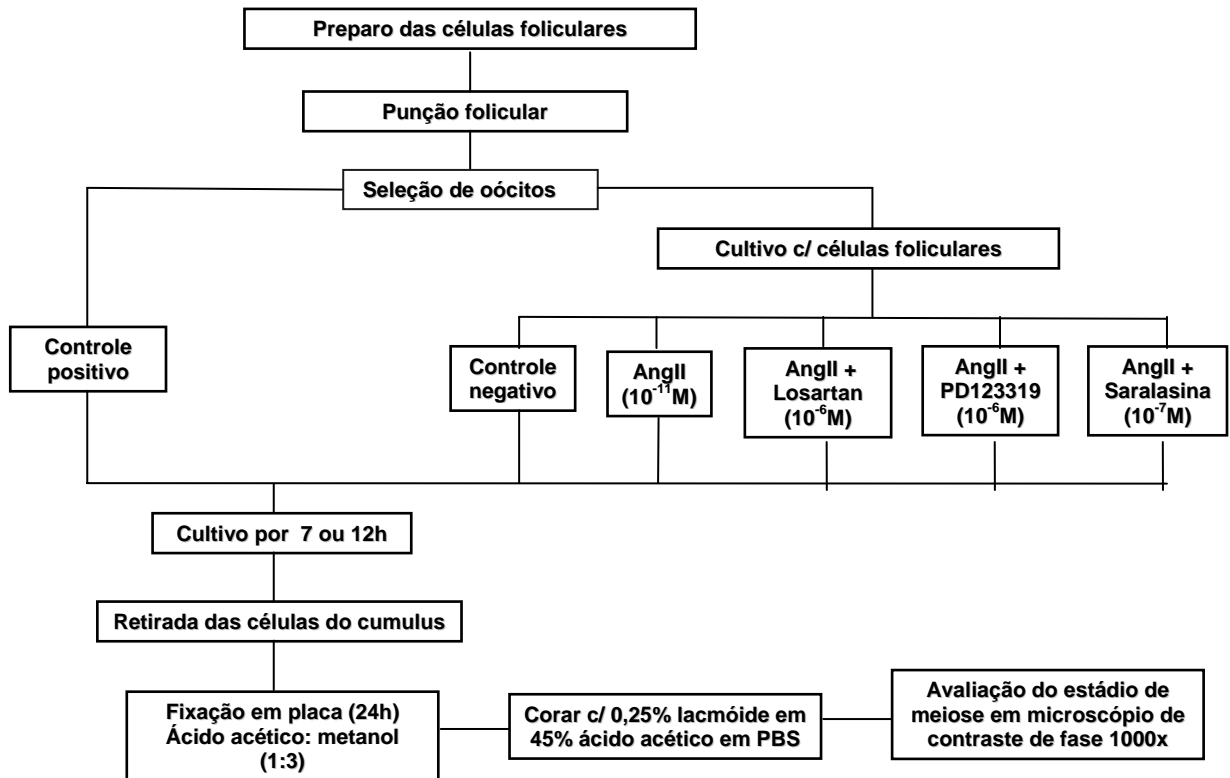 Preparo das células foliculares
Punção folicular
Seleção de oócitos
Cultivo c/ células foliculares
Controle
positivo
Controle
negativo
AngII
(10⁻¹¹M)
AngII +
Losartan
(10⁻⁶M)
AngII +
PD123319
(10⁻⁶M)
AngII +
Saralasina
(10⁻⁷M)
Cultivo por 7 ou 12h
Retirada das células do cumulus
Fixação em placa (24h)
Ácido acético: metanol
(1:3)
Corar c/ 0,25% lacmóide em
45% ácido acético em PBS
Avaliação do estádio de
meiose em microscópio de
contraste de fase 1000x